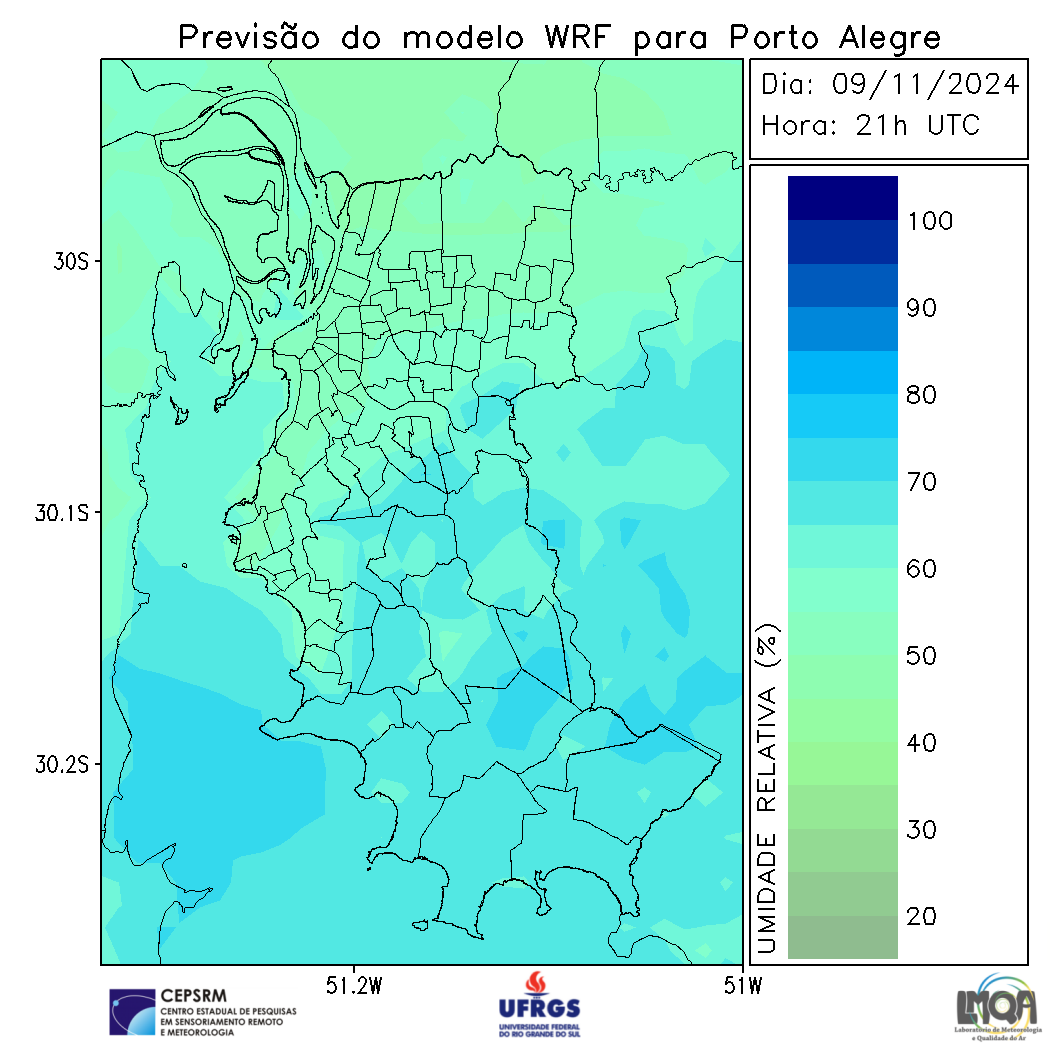 Previsão do modelo WRF para Porto Alegre
Dia: 09/11/2024
Hora: 21h UTC
30S
30.1S
30.2S
51.2W
51W
UMIDADE RELATIVA (%)
100
90
80
70
60
50
40
30
20
CEPSRM
CENTRO ESTADUAL DE PESQUISAS
EM SENSORIAMENTO REMOTO
E METEOROLOGIA
UFRGS
UNIVERSIDADE FEDERAL
DO RIO GRANDE DO SUL
LMQA
Laboratório de Meteorologia
e Qualidade do Ar